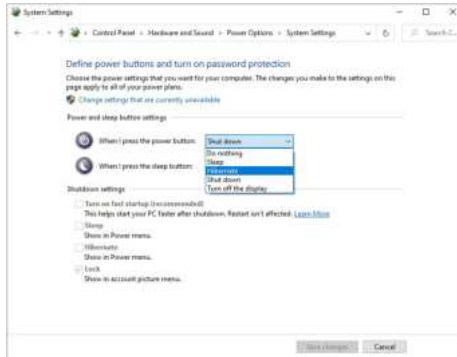 System Settings
Control Panel › Hardware and Sound › Power Options › System Settings
Define power buttons and turn on password protection
Choose the power settings that you want for your computer. The changes you make to the settings on this
page apply to all of your power plans.
Change settings that are currently unavailable
Power and sleep button settings
When I press the power button: Shut down
Do nothing
Sleep
Hibernate
When I press the sleep button: Shut down
Turn off the display
Shutdown settings
Turn on fast startup (recommended)
This helps start your PC faster after shutdown. Restart isn't affected. Learn More
Sleep
Show in Power menu.
Hibernate
Show in Power menu.
Lock
Show in account picture menu.
Save changes Cancel